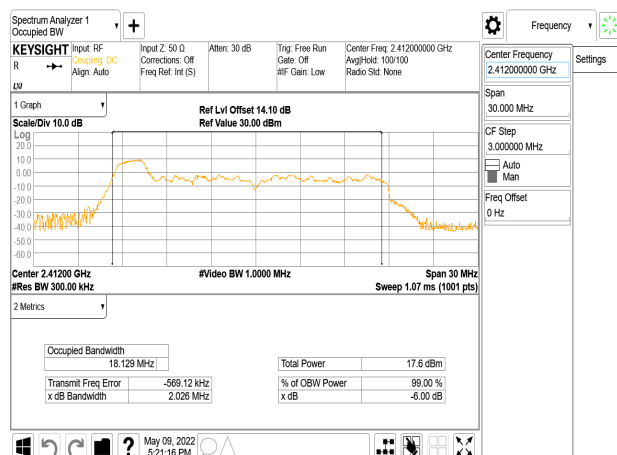 Spectrum Analyzer 1
Occupied BW
Frequency
KEYSIGHT
R
LXI
Input: RF
Coupling: DC
Align: Auto
Input Z: 50 Ω
Corrections: Off
Freq Ref: Int (S)
Atten: 30 dB
Trig: Free Run
Gate: Off
#IF Gain: Low
Center Freq: 2.412000000 GHz
Avg|Hold: 100/100
Radio Std: None
Center Frequency
2.412000000 GHz
Settings
Span
30.000 MHz
CF Step
3.000000 MHz
Auto
Man
Freq Offset
0 Hz
1 Graph
Ref Lvl Offset 14.10 dB
Scale/Div 10.0 dB
Ref Value 30.00 dBm
Log
20.0
10.0
0.00
-10.0
-20.0
-30.0
-40.0
-50.0
-60.0
Center 2.41200 GHz
#Video BW 1.0000 MHz
Span 30 MHz
#Res BW 300.00 kHz
Sweep 1.07 ms (1001 pts)
2 Metrics
Occupied Bandwidth
18.129 MHz
Total Power 17.6 dBm
Transmit Freq Error -569.12 kHz
% of OBW Power 99.00 %
x dB Bandwidth 2.026 MHz
x dB -6.00 dB
?
May 09, 2022
5:21:16 PM